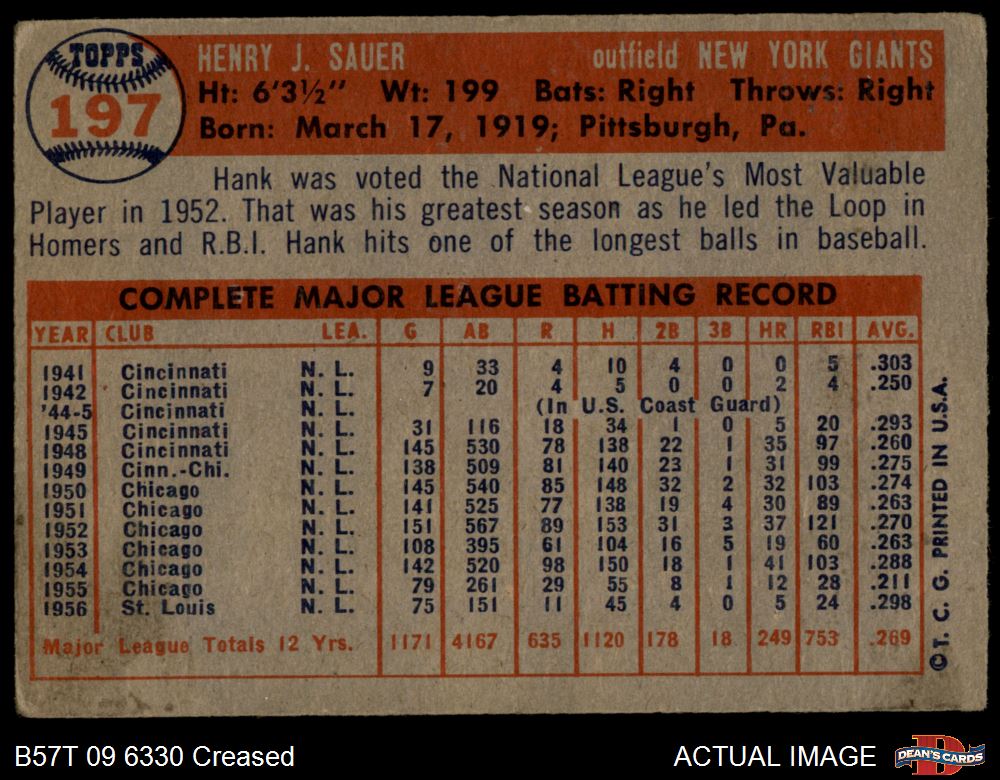 TOPPS
197
HENRY J. SAUER outfield NEW YORK GIANTS
Ht: 6'3½" Wt: 199 Bats: Right Throws: Right
Born: March 17, 1919; Pittsburgh, Pa.
Hank was voted the National League's Most Valuable
Player in 1952. That was his greatest season as he led the Loop in
Homers and R.B.I. Hank hits one of the longest balls in baseball.
COMPLETE MAJOR LEAGUE BATTING RECORD
YEAR CLUB LEA. G AB R H 2B 3B HR RBI AVG.
1941 Cincinnati N. L. 9 33 4 10 4 0 0 5 .303
1942 Cincinnati N. L. 7 20 4 5 0 0 2 4 .250
'44-5 Cincinnati N. L. (In U.S. Coast Guard)
1945 Cincinnati N. L. 31 116 18 34 1 0 5 20 .293
1948 Cincinnati N. L. 145 530 78 138 22 1 35 97 .260
1949 Cinn.-Chi. N. L. 138 509 81 140 23 1 31 99 .275
1950 Chicago N. L. 145 540 85 148 32 2 32 103 .274
1951 Chicago N. L. 141 525 77 138 19 4 30 89 .263
1952 Chicago N. L. 151 567 89 153 31 3 37 121 .270
1953 Chicago N. L. 108 395 61 104 16 5 19 60 .263
1954 Chicago N. L. 142 520 98 150 18 1 41 103 .288
1955 Chicago N. L. 79 261 29 55 8 1 12 28 .211
1956 St. Louis N. L. 75 151 11 45 4 0 5 24 .298
Major League Totals 12 Yrs. 1171 4167 635 1120 178 18 249 753 .269
©T. C. G. PRINTED IN U.S.A.
B57T 09 6330 Creased
ACTUAL IMAGE
DEAN'S CARDS